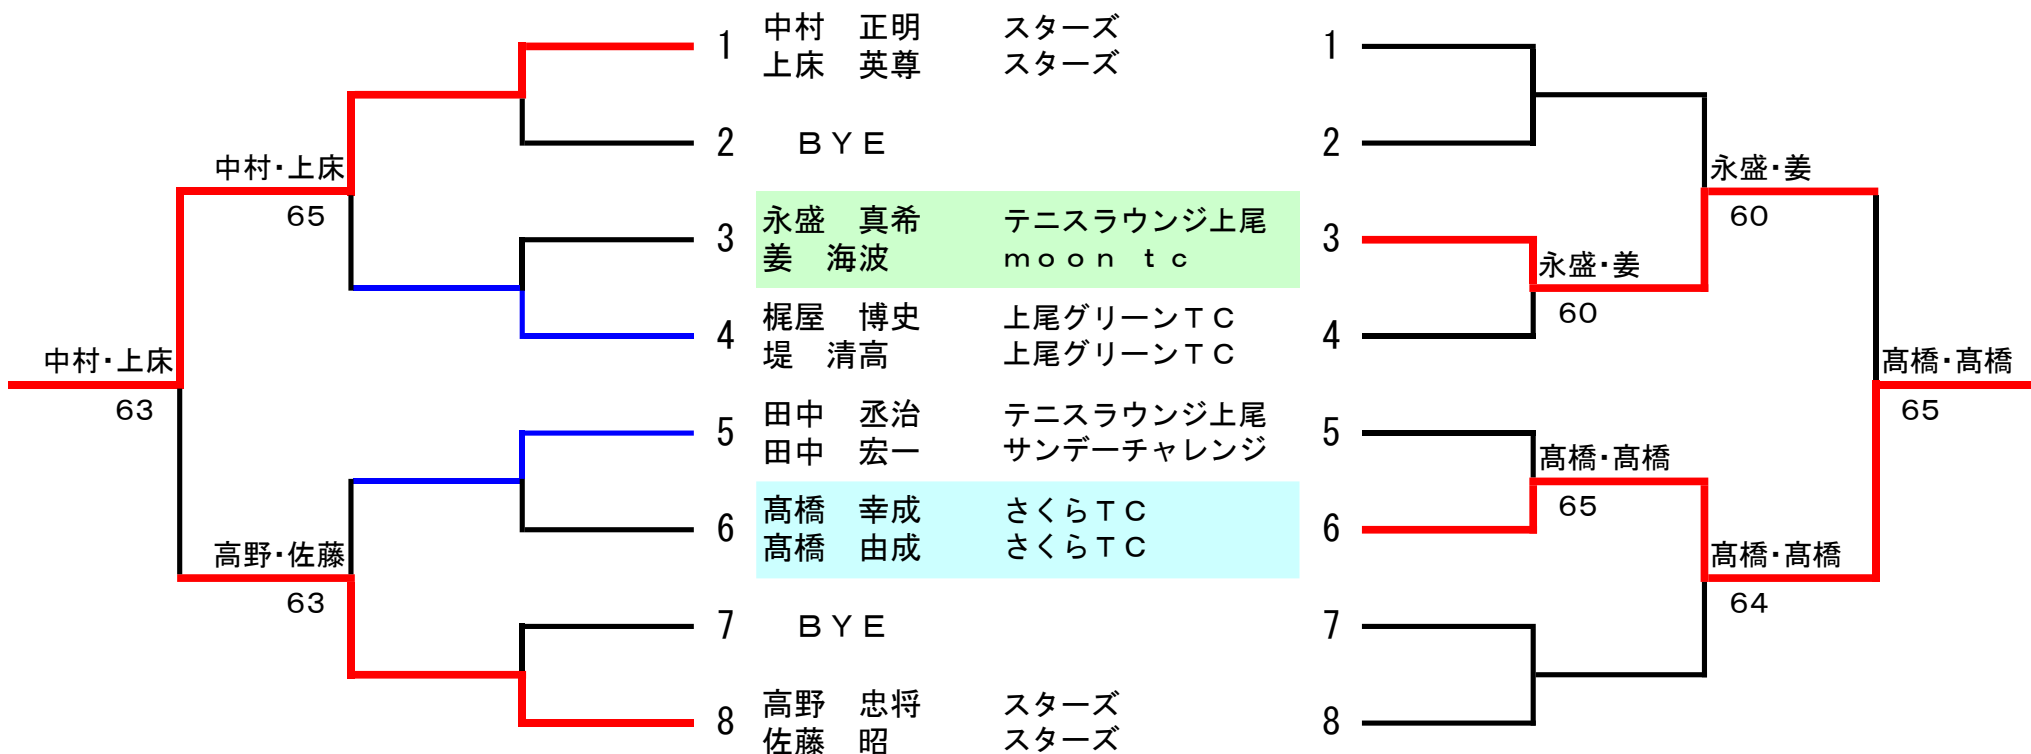 1 中村 正明 スターズ 1
上床 英尊 スターズ
2 BYE 2
中村・上床 永盛・姜
65 60
3 永盛 真希 テニスラウンジ上尾 3
姜 海波 moon tc
永盛・姜
60
4 梶屋 博史 上尾グリーンTC 4
堤 清高 上尾グリーンTC
中村・上床 髙橋・髙橋
63 65
5 田中 丞治 テニスラウンジ上尾 5
田中 宏一 サンデーチャレンジ
髙橋・髙橋
65
6 髙橋 幸成 さくらTC 6
髙橋 由成 さくらTC
高野・佐藤 髙橋・髙橋
63 64
7 BYE 7
8 高野 忠将 スターズ 8
佐藤 昭 スターズ